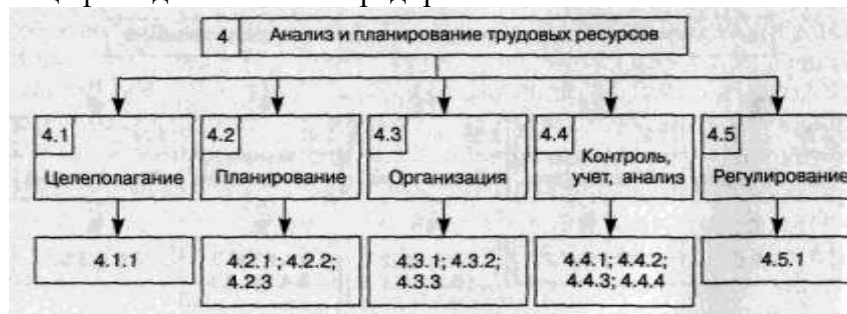 4 Анализ и планирование трудовых ресурсов
4.1 Целеполагание
4.2 Планирование
4.3 Организация
4.4 Контроль,
учет, анализ
4.5 Регулирование
4.1.1
4.2.1; 4.2.2;
4.2.3
4.3.1; 4.3.2;
4.3.3
4.4.1; 4.4.2;
4.4.3; 4.4.4
4.5.1